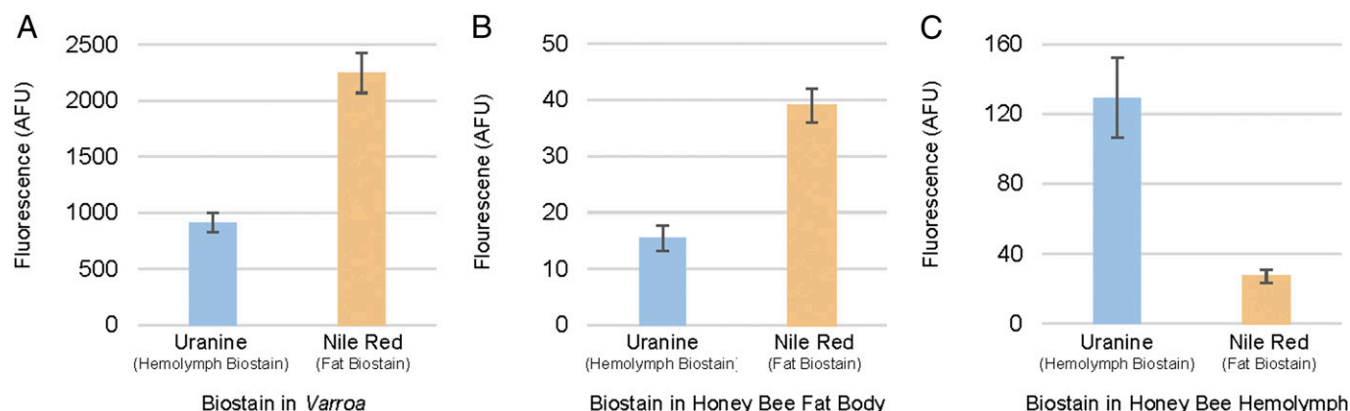 A
Fluorescence (AFU)
2500
2000
1500
1000
500
0
Uranine
(Hemolymph Biostain)
Nile Red
(Fat Biostain)
Biostain in Varroa
B
Flourescene (AFU)
50
40
30
20
10
0
Uranine
(Hemolymph Biostain)
Nile Red
(Fat Biostain)
Biostain in Honey Bee Fat Body
C
Fluorescence (AFU)
160
120
80
40
0
Uranine
(Hemolymph Biostain)
Nile Red
(Fat Biostain)
Biostain in Honey Bee Hemolymph